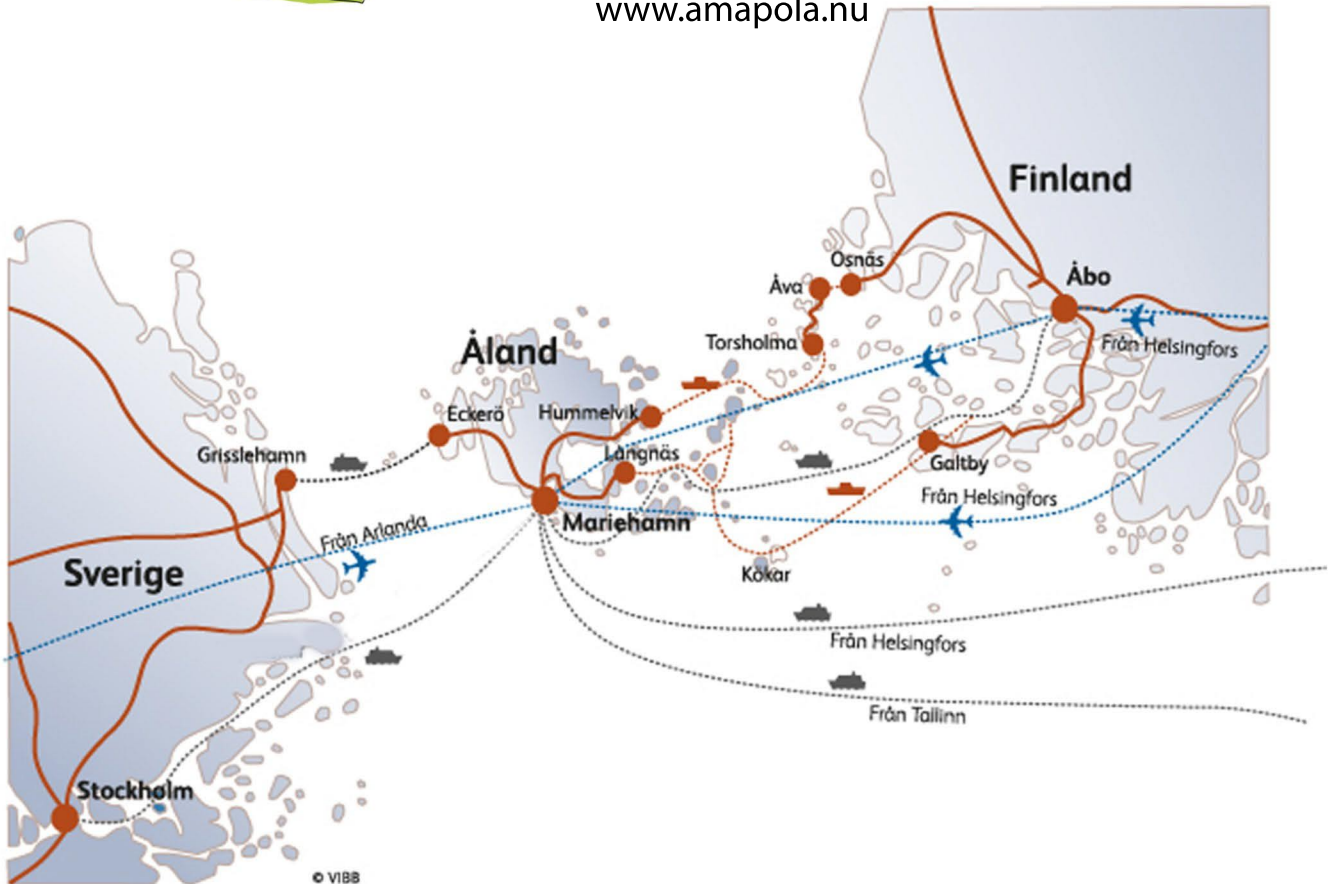 www.amapola.nu
Finland
Osnäs
Åbo
Åva
Torsholma
Från Helsingfors
Åland
Eckerö
Hummelvik
Grisslehamn
Långnäs
Galtby
Från Helsingfors
Mariehamn
Från Arlanda
Sverige
Kökar
Från Helsingfors
Från Tallinn
Stockholm
© VIBB